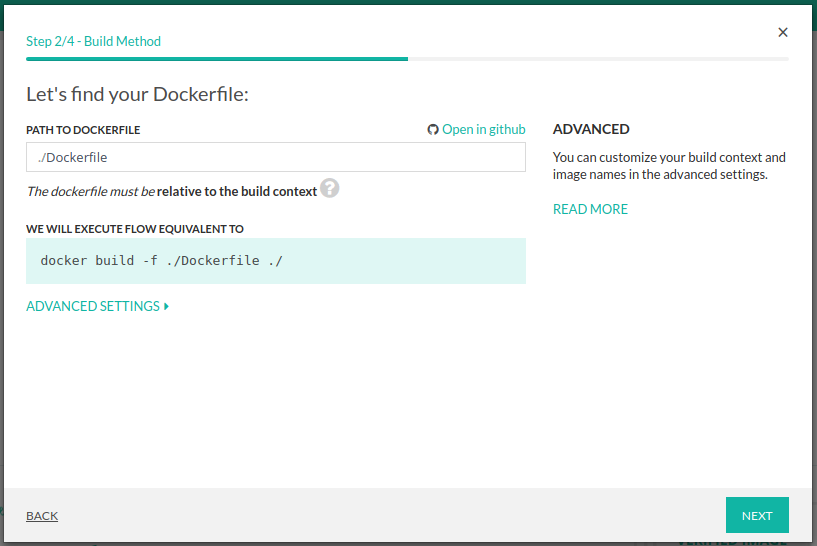 Step 2/4 - Build Method
×
Let's find your Dockerfile:
PATH TO DOCKERFILE
Open in github
./Dockerfile
The dockerfile must be relative to the build context ?
WE WILL EXECUTE FLOW EQUIVALENT TO
docker build -f ./Dockerfile ./
ADVANCED SETTINGS
ADVANCED
You can customize your build context and
image names in the advanced settings.
READ MORE
BACK
NEXT